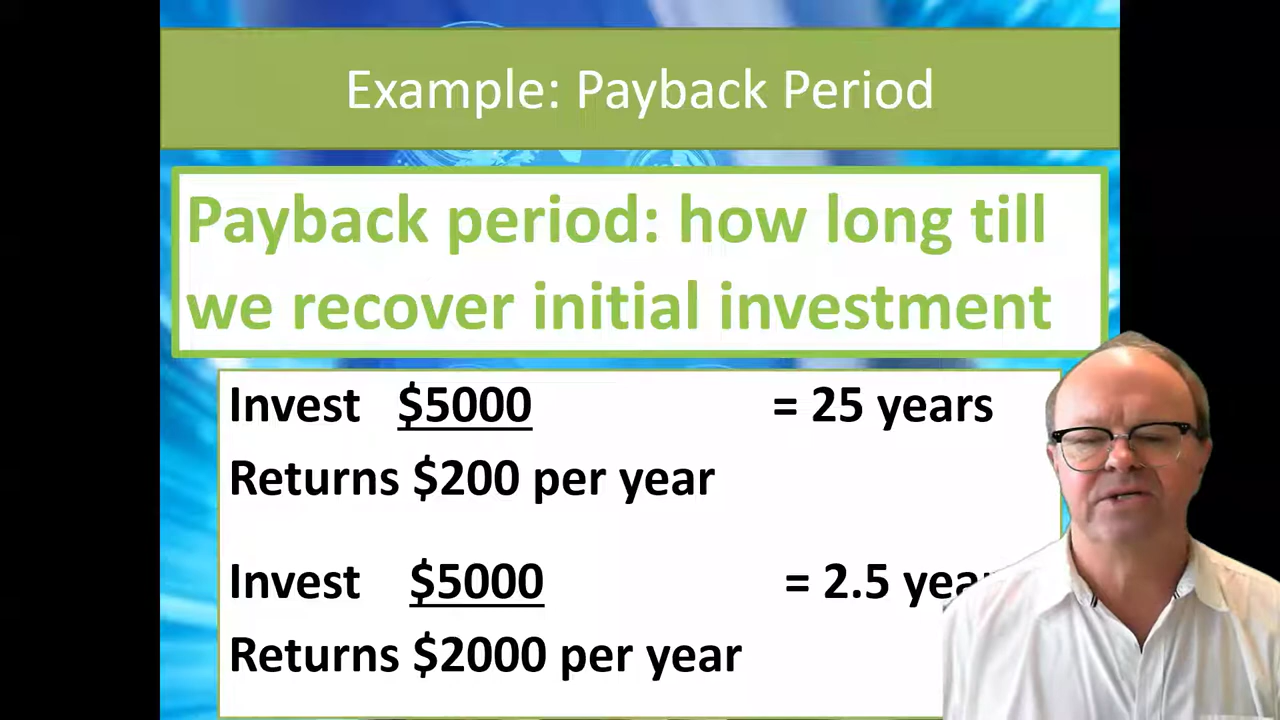 Example: Payback Period
Payback period: how long till
we recover initial investment
Invest $5000 = 25 years
Returns $200 per year
Invest $5000 = 2.5
Returns $2000 per year